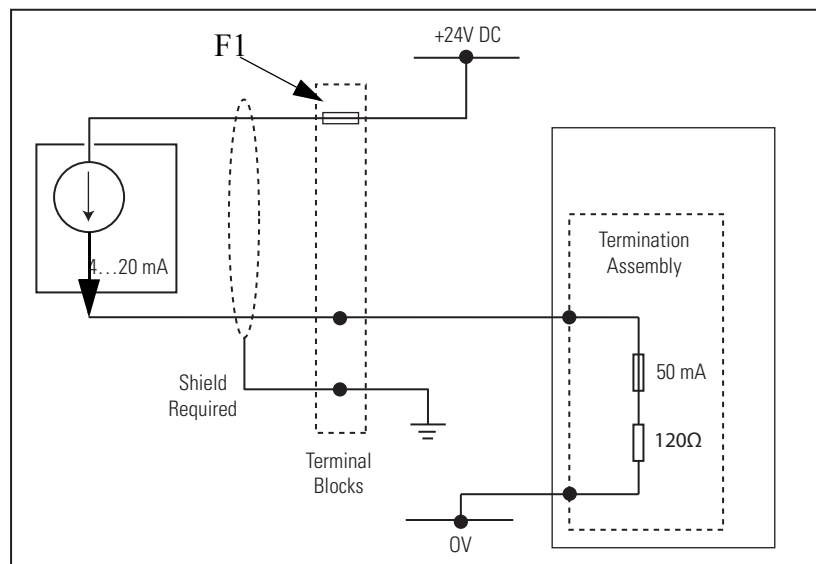 +24V DC
F1
4…20 mA
Termination
Assembly
50 mA
120Ω
Shield
Required
Terminal
Blocks
0V